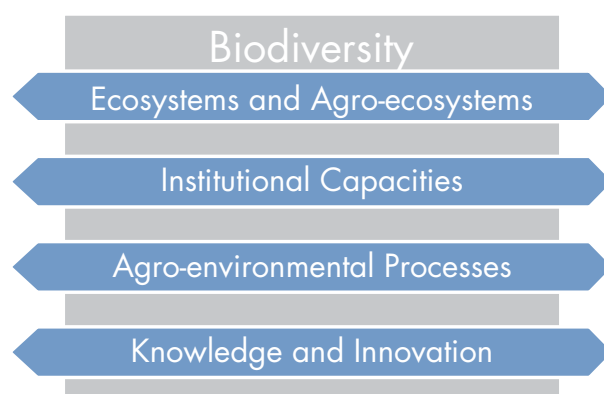 Biodiversity
Ecosystems and Agro-ecosystems
Institutional Capacities
Agro-environmental Processes
Knowledge and Innovation